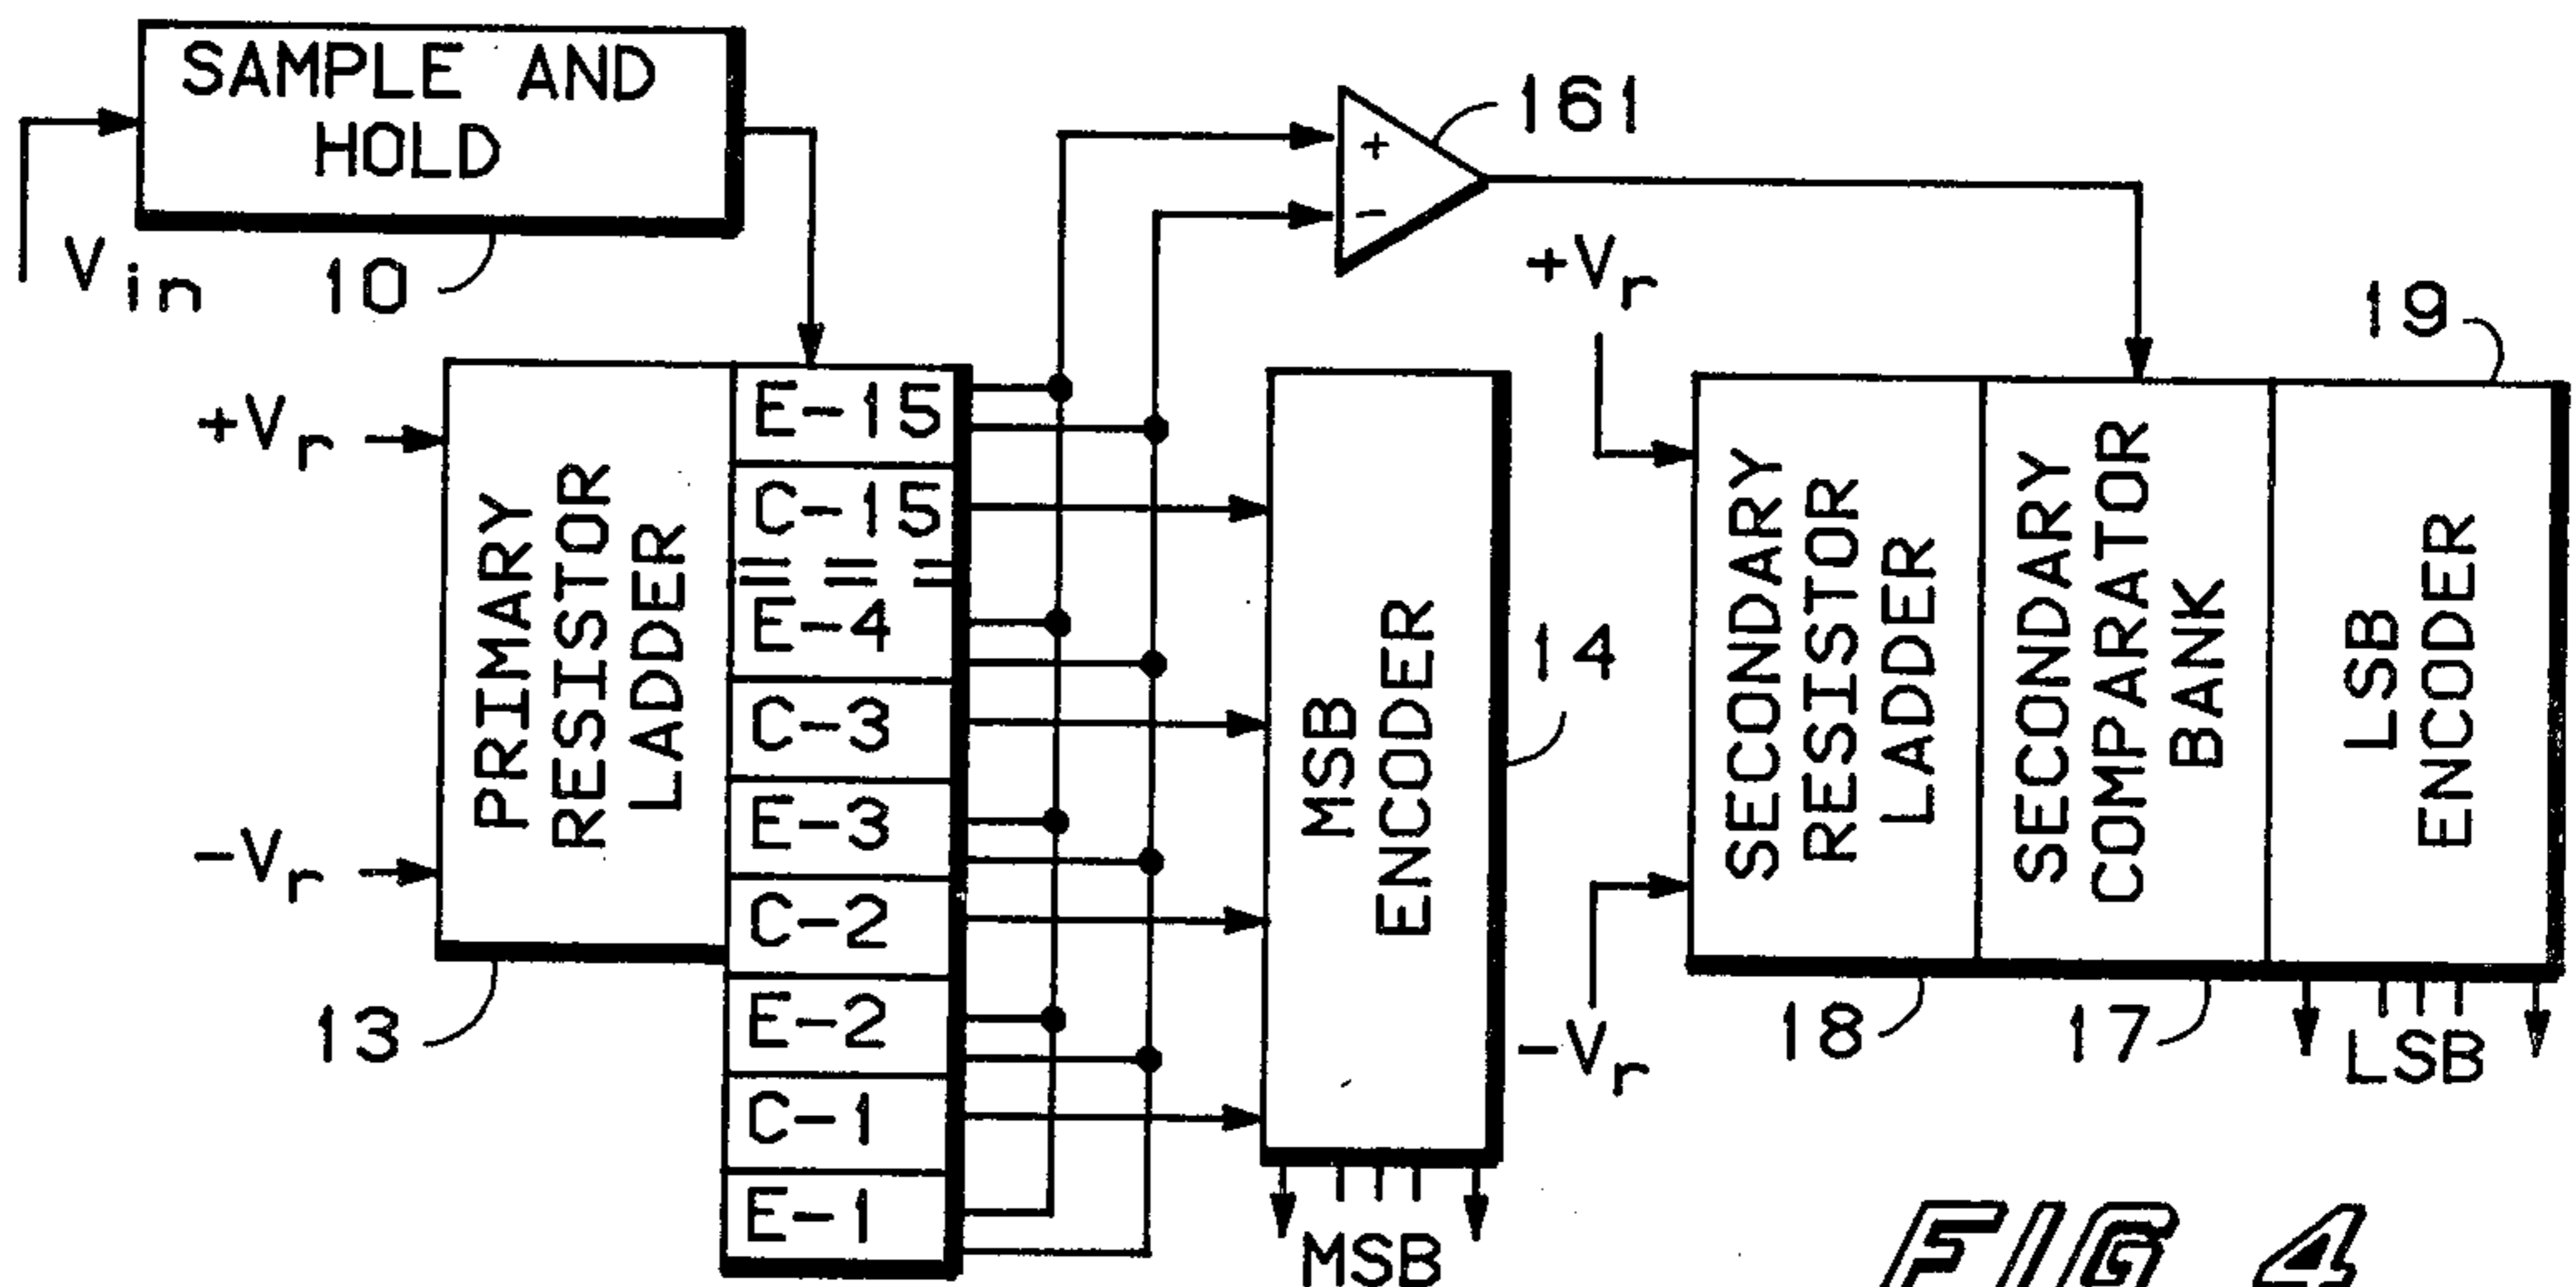 SAMPLE AND
HOLD
V in
10
161
+
-
+Vr
-Vr
PRIMARY
RESISTOR
LADDER
13
E-15
C-15
E-4
C-3
E-3
C-2
E-2
C-1
E-1
MSB
ENCODER
14
MSB
+Vr
-Vr
SECONDARY
RESISTOR
LADDER
18
SECONDARY
COMPARATOR
BANK
17
LSB
ENCODER
19
LSB
FIG 4